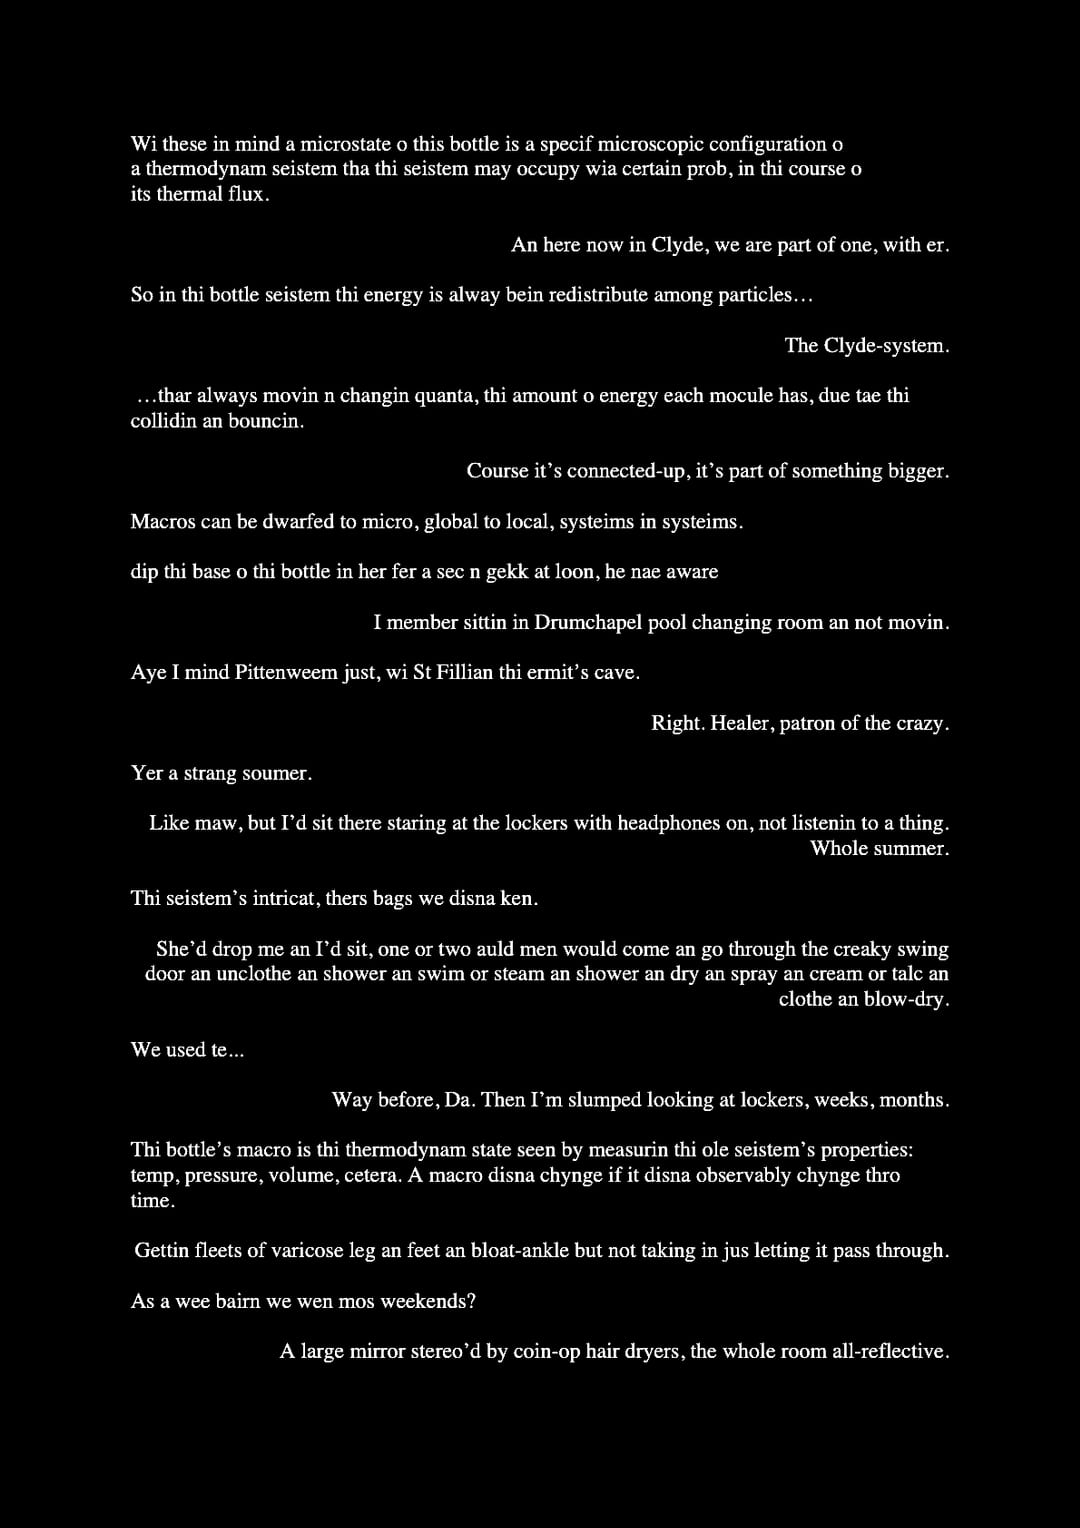 Wi these in mind a microstate o this bottle is a specif microscopic configuration o
a thermodynam seistem tha thi seistem may occupy wia certain prob, in thi course o
its thermal flux.
An here now in Clyde, we are part of one, with er.
So in thi bottle seistem thi energy is alway bein redistribute among particles…
The Clyde-system.
…thar always movin n changin quanta, thi amount o energy each mocule has, due tae thi
collidin an bouncin.
Course it’s connected-up, it’s part of something bigger.
Macros can be dwarfed to micro, global to local, systeims in systeims.
dip thi base o thi bottle in her fer a sec n gekk at loon, he nae aware
I member sittin in Drumchapel pool changing room an not movin.
Aye I mind Pittenweem just, wi St Fillian thi ermit’s cave.
Right. Healer, patron of the crazy.
Yer a strang soumer.
Like maw, but I’d sit there staring at the lockers with headphones on, not listenin to a thing.
Whole summer.
Thi seistem’s intricat, thers bags we disna ken.
She’d drop me an I’d sit, one or two auld men would come an go through the creaky swing
door an unclothe an shower an swim or steam an shower an dry an spray an cream or talc an
clothe an blow-dry.
We used te...
Way before, Da. Then I’m slumped looking at lockers, weeks, months.
Thi bottle’s macro is thi thermodynam state seen by measurin thi ole seistem’s properties:
temp, pressure, volume, cetera. A macro disna chynge if it disna observably chynge thro
time.
Gettin fleets of varicose leg an feet an bloat-ankle but not taking in jus letting it pass through.
As a wee bairn we wen mos weekends?
A large mirror stereo’d by coin-op hair dryers, the whole room all-reflective.